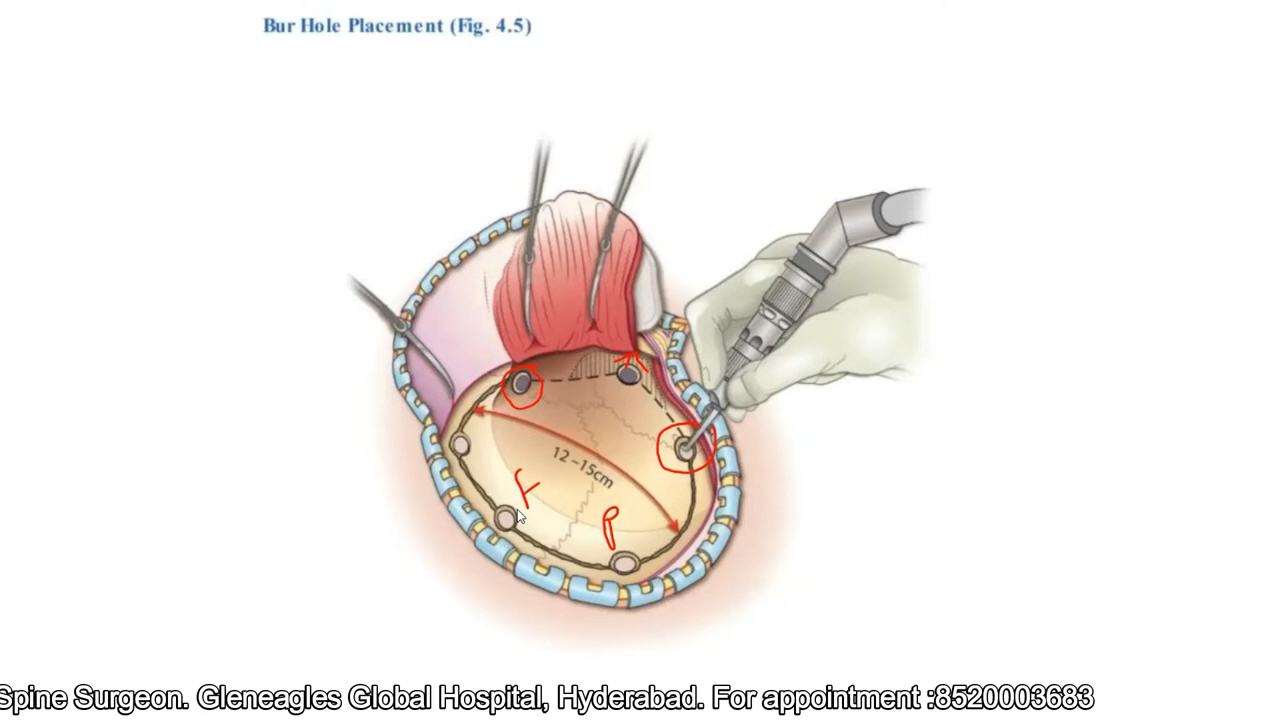 Bur Hole Placement (Fig. 4.5)
12–15cm
F
P
Spine Surgeon. Gleneagles Global Hospital, Hyderabad. For appointment :8520003683